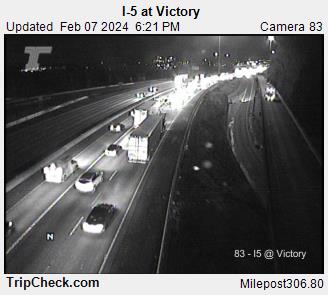 I-5 at Victory
Updated Feb 07 2024 6:21 PM Camera 83
T
N
83 - I5 @ Victory
TripCheck.com Milepost306.80